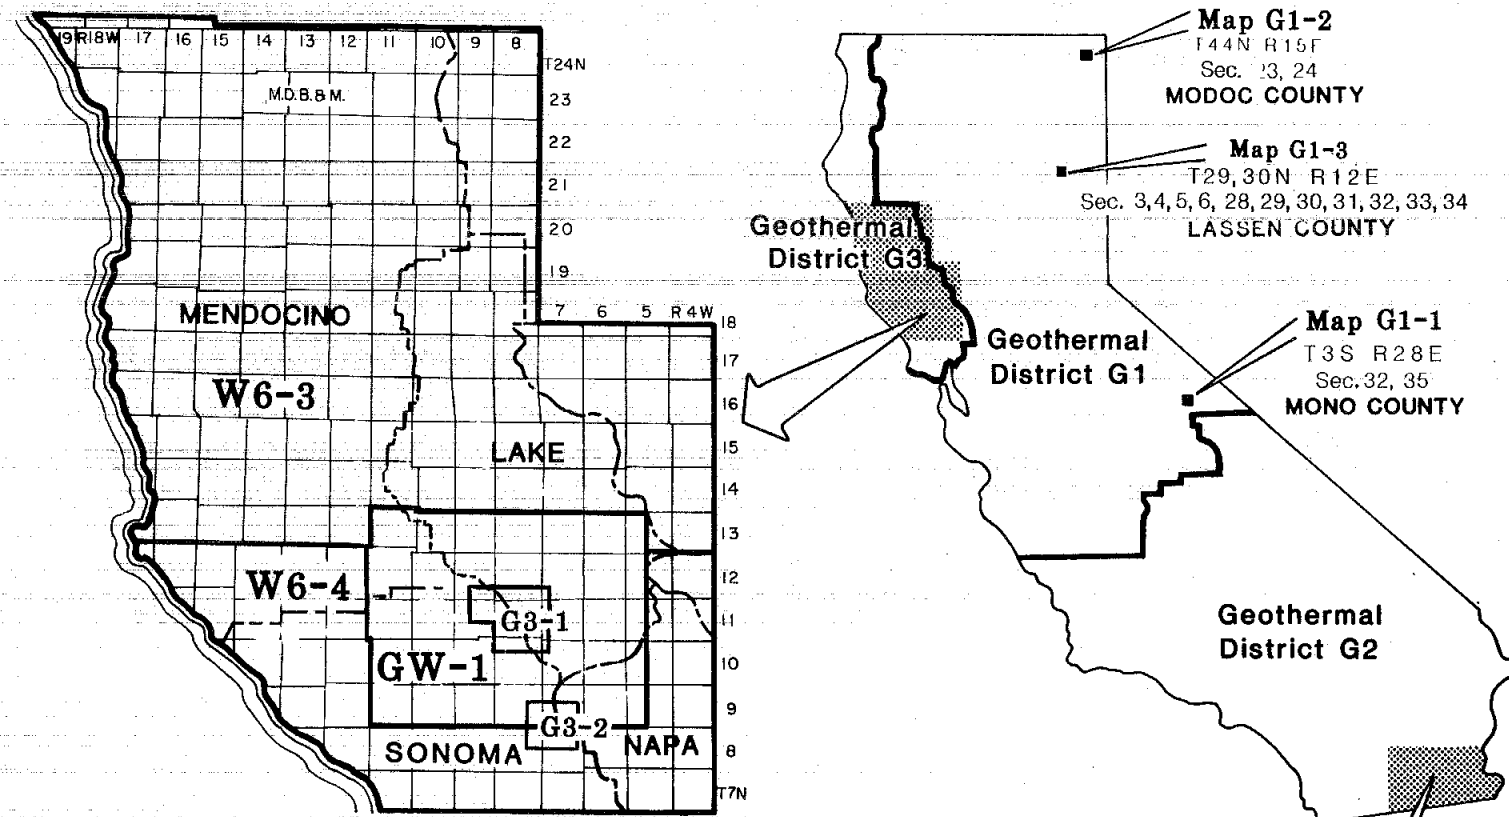 19 R18W 17 16 15 14 13 12 11 10 9 8
T24N
M.D.B.& M.
23
22
21
20
19
7 6 5 R4W
18
MENDOCINO
17
W6-3
16
LAKE
15
14
13
W6-4
12
G3-1
11
GW-1
10
9
G3-2
SONOMA
NAPA
8
T7N
Map G1-2
T44N R15E
Sec. 24
MODOC COUNTY
Map G1-3
T29,30N R12E
Sec. 3,4,5,6,28,29,30,31,32,33,34
LASSEN COUNTY
Geothermal
District G3
Map G1-1
T3S R28E
Sec.32, 35
MONO COUNTY
Geothermal
District G1
Geothermal
District G2